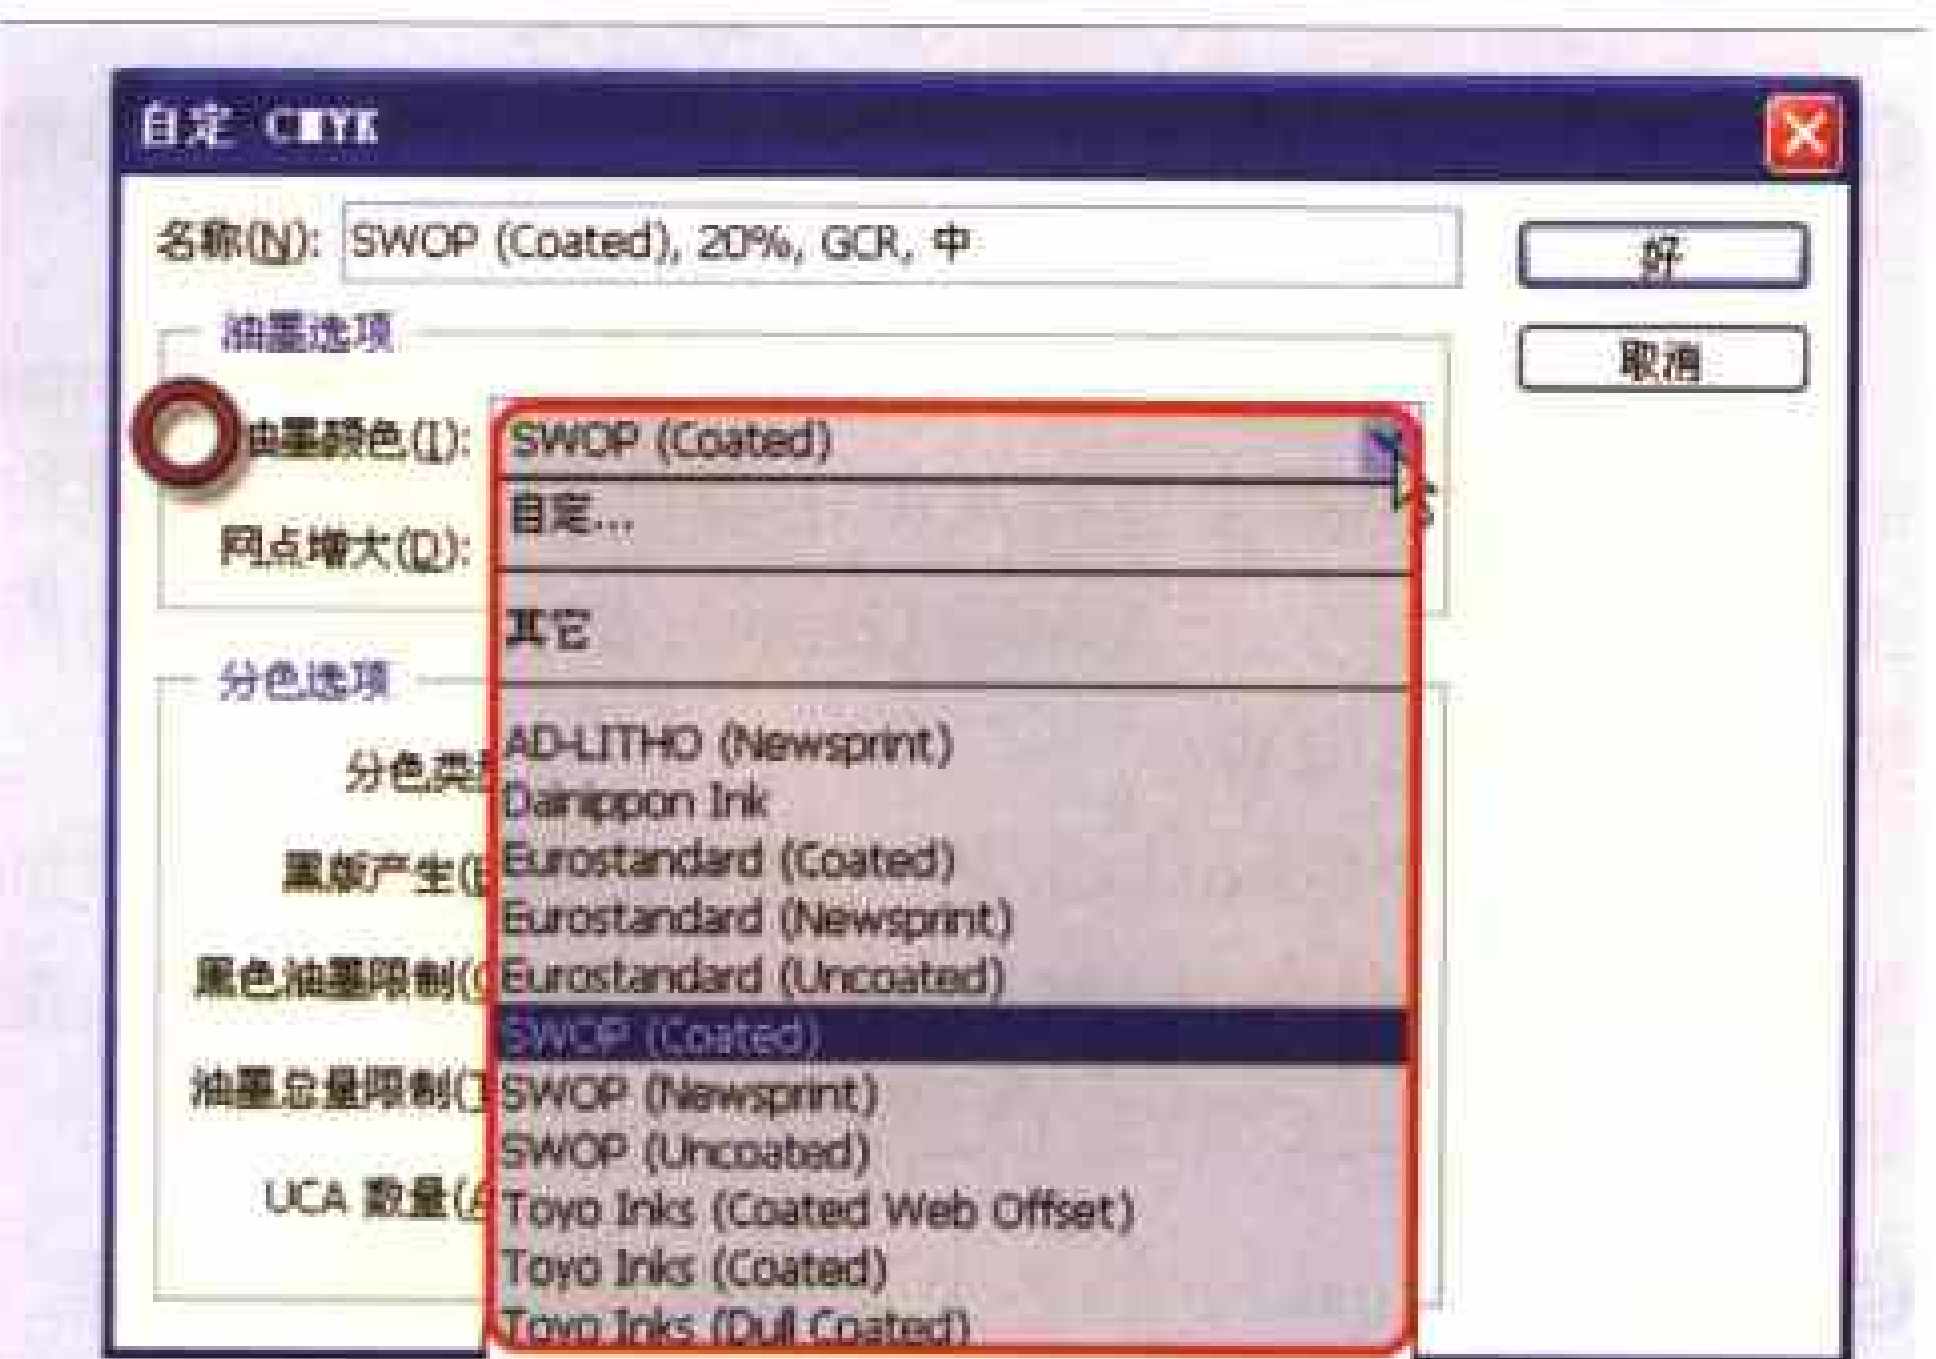 自定 CMYK
名称(N): SWOP (Coated), 20%, GCR, 中
好
油墨选项
取消
油墨颜色(I): SWOP (Coated)
自定...
网点增大(D):
其它
分色选项
AD-LITHO (Newsprint)
分色类
Dainippon Ink
Eurostandard (Coated)
黑版产生(
Eurostandard (Newsprint)
黑色油墨限制(
Eurostandard (Uncoated)
SWOP (Coated)
油墨总量限制(
SWOP (Newsprint)
SWOP (Uncoated)
UCA 数量(
Toyo Inks (Coated Web Offset)
Toyo Inks (Coated)
Toyo Inks (Dull Coated)